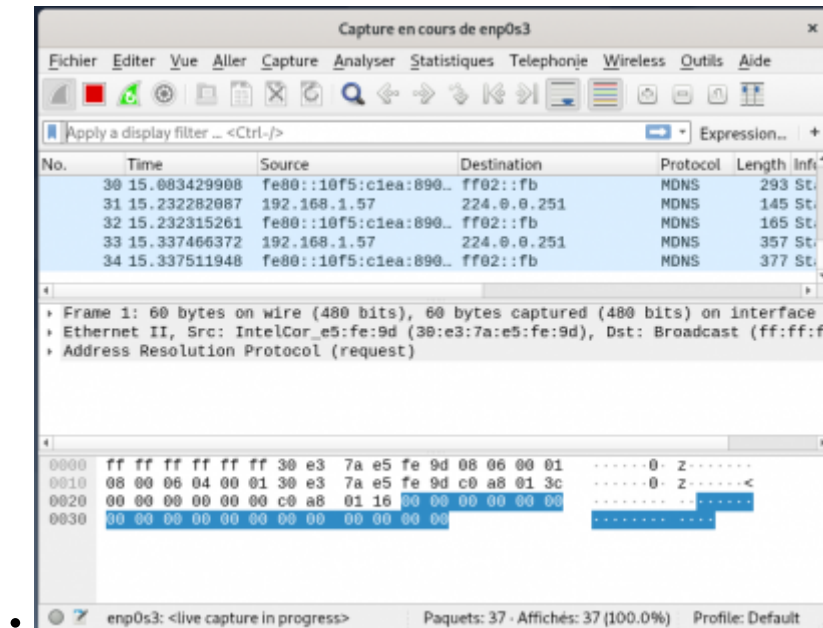 Capture en cours de enp0s3 ×
Fichier Editer Vue Aller Capture Analyser Statistiques Telephonie Wireless Outils Aide
Apply a display filter ... <Ctrl-/> Expression... +
No. Time Source Destination Protocol Length Info
30 15.083429908 fe80::10f5:c1ea:890… ff02::fb MDNS 293 St
31 15.232282087 192.168.1.57 224.0.0.251 MDNS 145 St
32 15.232315261 fe80::10f5:c1ea:890… ff02::fb MDNS 165 St
33 15.337466372 192.168.1.57 224.0.0.251 MDNS 357 St
34 15.337511948 fe80::10f5:c1ea:890… ff02::fb MDNS 377 St
Frame 1: 60 bytes on wire (480 bits), 60 bytes captured (480 bits) on interface
Ethernet II, Src: IntelCor_e5:fe:9d (30:e3:7a:e5:fe:9d), Dst: Broadcast (ff:ff:f
Address Resolution Protocol (request)
0000 ff ff ff ff ff ff 30 e3 7a e5 fe 9d 08 06 00 01 ······0· z·······
0010 08 00 06 04 00 01 30 e3 7a e5 fe 9d c0 a8 01 3c ······0· z······<
0020 00 00 00 00 00 00 c0 a8 01 16 00 00 00 00 00 00 ········ ········
0030 00 00 00 00 00 00 00 00 00 00 00 00 ········ ····
enp0s3: <live capture in progress> Paquets: 37 · Affichés: 37 (100.0%) Profile: Default